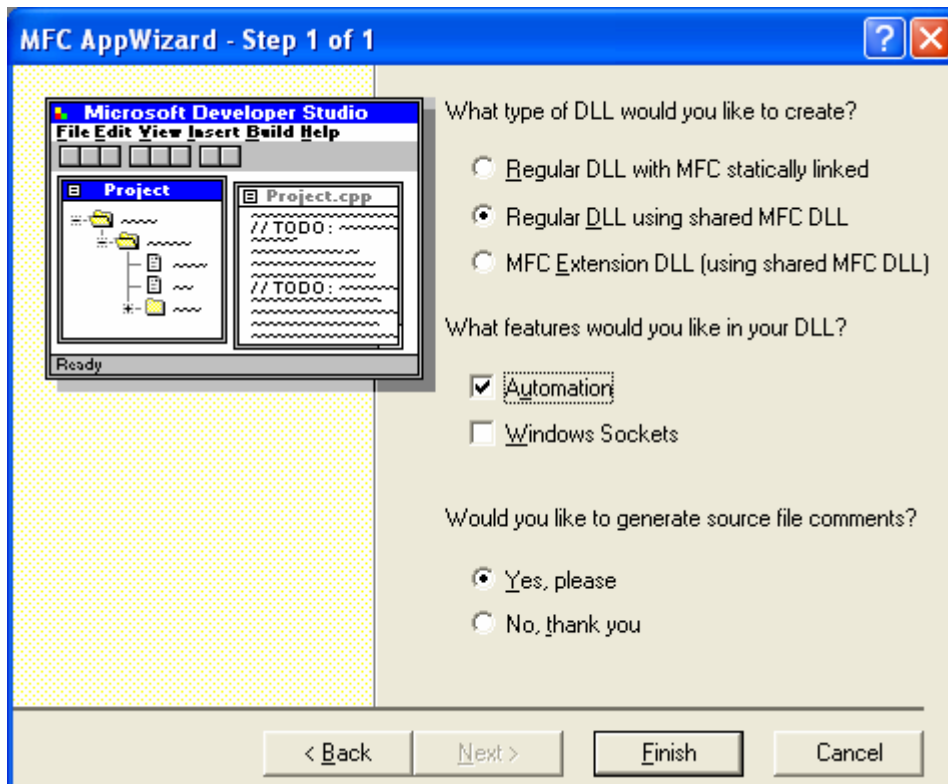 MFC AppWizard - Step 1 of 1
Microsoft Developer Studio
File Edit View Insert Build Help
Project
Project.cpp
// TODO:
// TODO:
Ready
What type of DLL would you like to create?
Regular DLL with MFC statically linked
Regular DLL using shared MFC DLL
MFC Extension DLL (using shared MFC DLL)
What features would you like in your DLL?
Automation
Windows Sockets
Would you like to generate source file comments?
Yes, please
No, thank you
< Back
Next >
Finish
Cancel